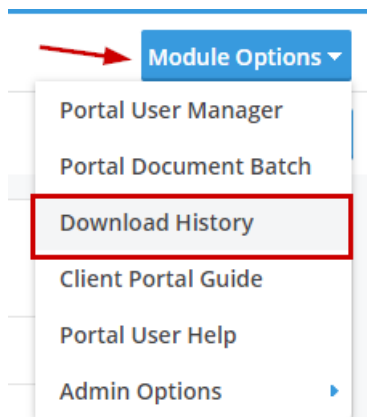 Module Options
Portal User Manager
Portal Document Batch
Download History
Client Portal Guide
Portal User Help
Admin Options